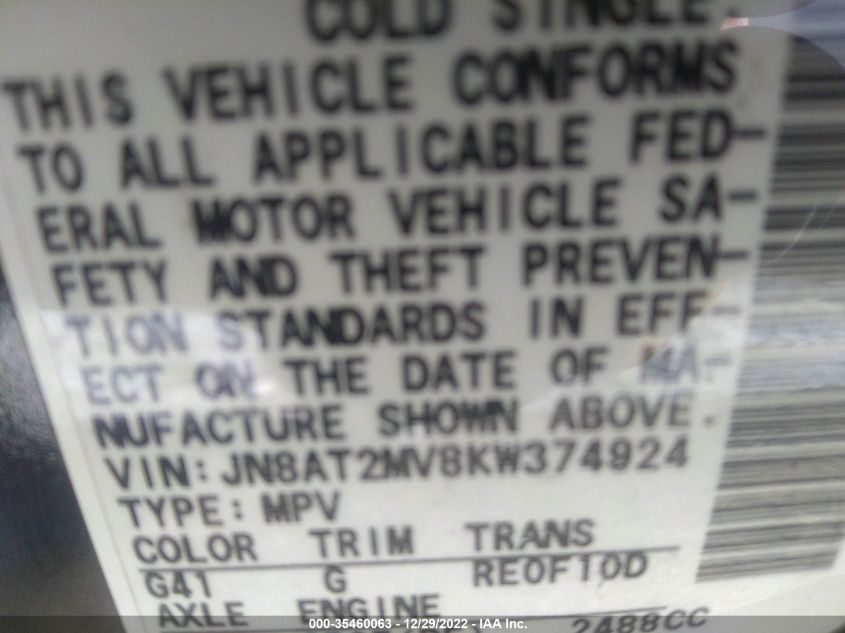 COLD SINGLE.
THIS VEHICLE CONFORMS
TO ALL APPLICABLE FED-
ERAL MOTOR VEHICLE SA-
FETY AND THEFT PREVEN-
TION STANDARDS IN EFF-
ECT ON THE DATE OF MA-
NUFACTURE SHOWN ABOVE.
VIN: JN8AT2MV8KW374924
TYPE: MPV
COLOR TRIM TRANS
G41 G RE0F10D
AXLE ENGINE
2488CC
000-35460063 - 12/29/2022 - IAA Inc.